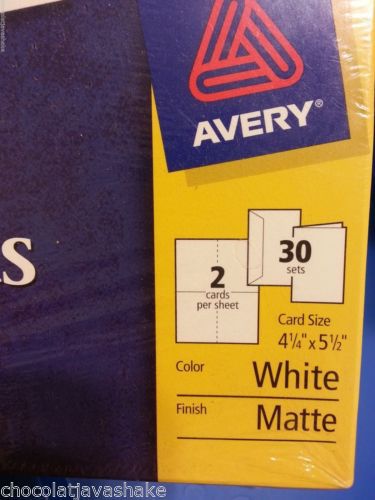 AVERY®
s
2
cards
per sheet
30
sets
Card Size
4¼" x 5½"
Color White
Finish Matte
chocolatjavashake